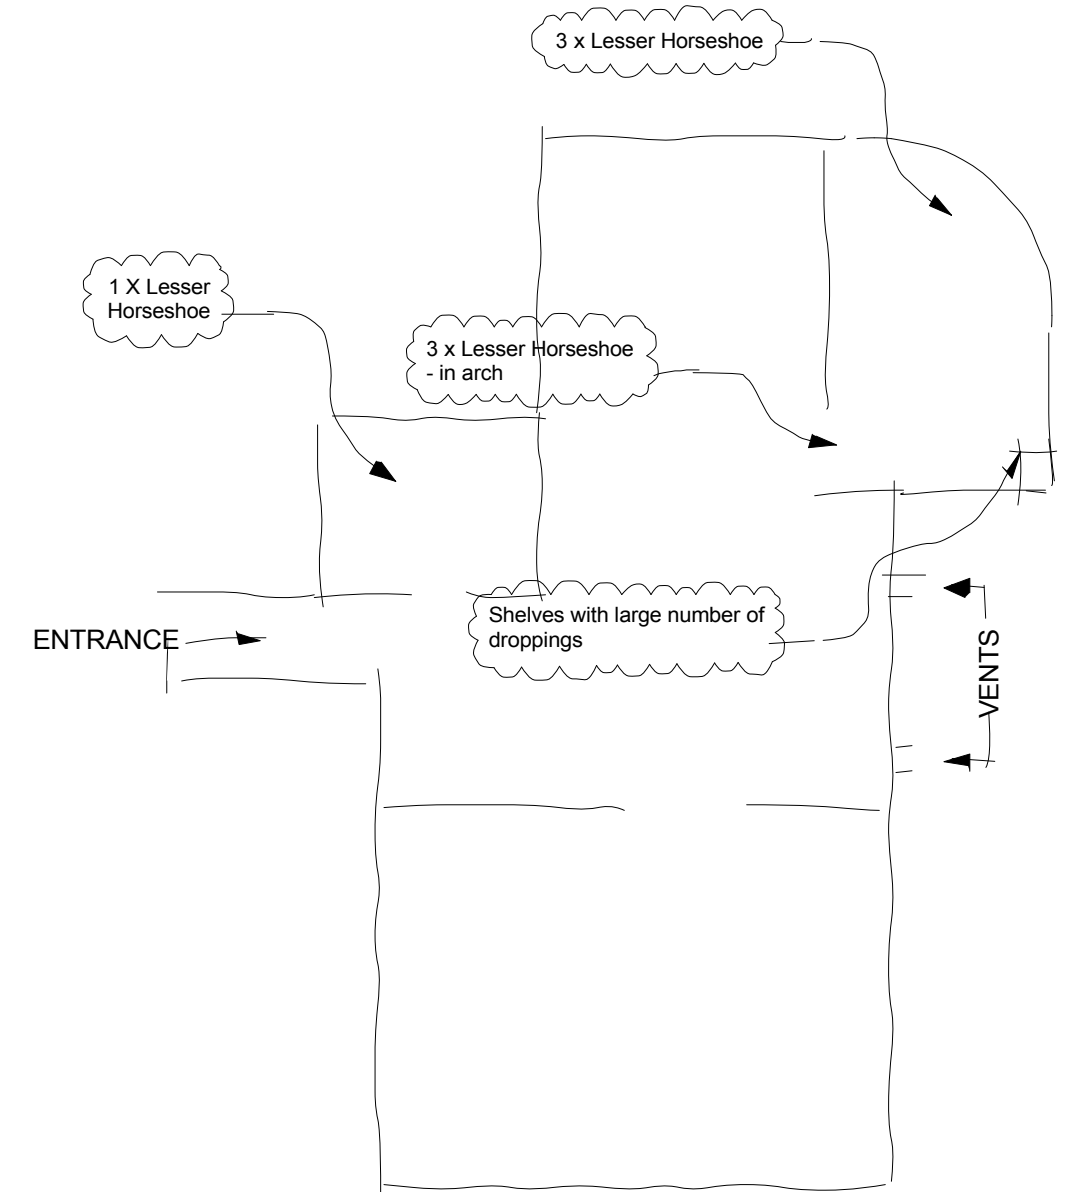 3 x Lesser Horseshoe
1 X Lesser
Horseshoe
3 x Lesser Horseshoe
- in arch
Shelves with large number of
droppings
ENTRANCE
VENTS